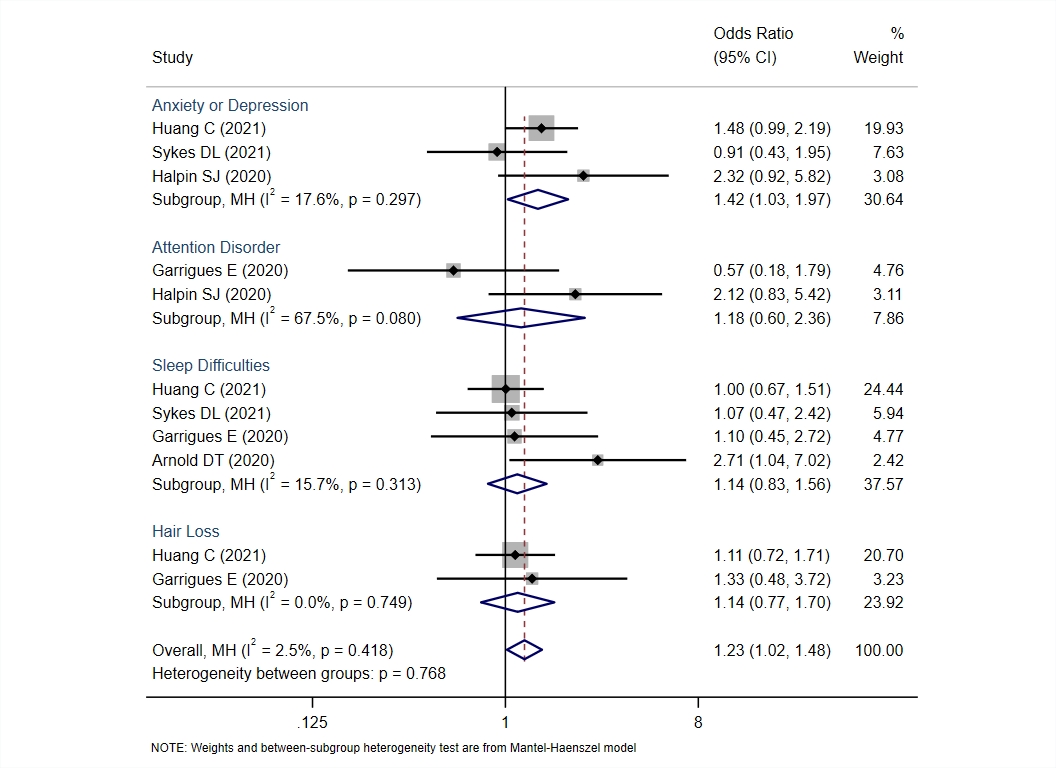 Odds Ratio %
Study (95% CI) Weight
Anxiety or Depression
Huang C (2021) 1.48 (0.99, 2.19) 19.93
Sykes DL (2021) 0.91 (0.43, 1.95) 7.63
Halpin SJ (2020) 2.32 (0.92, 5.82) 3.08
Subgroup, MH (I² = 17.6%, p = 0.297) 1.42 (1.03, 1.97) 30.64
Attention Disorder
Garrigues E (2020) 0.57 (0.18, 1.79) 4.76
Halpin SJ (2020) 2.12 (0.83, 5.42) 3.11
Subgroup, MH (I² = 67.5%, p = 0.080) 1.18 (0.60, 2.36) 7.86
Sleep Difficulties
Huang C (2021) 1.00 (0.67, 1.51) 24.44
Sykes DL (2021) 1.07 (0.47, 2.42) 5.94
Garrigues E (2020) 1.10 (0.45, 2.72) 4.77
Arnold DT (2020) 2.71 (1.04, 7.02) 2.42
Subgroup, MH (I² = 15.7%, p = 0.313) 1.14 (0.83, 1.56) 37.57
Hair Loss
Huang C (2021) 1.11 (0.72, 1.71) 20.70
Garrigues E (2020) 1.33 (0.48, 3.72) 3.23
Subgroup, MH (I² = 0.0%, p = 0.749) 1.14 (0.77, 1.70) 23.92
Overall, MH (I² = 2.5%, p = 0.418) 1.23 (1.02, 1.48) 100.00
Heterogeneity between groups: p = 0.768
.125 1 8
NOTE: Weights and between-subgroup heterogeneity test are from Mantel-Haenszel model